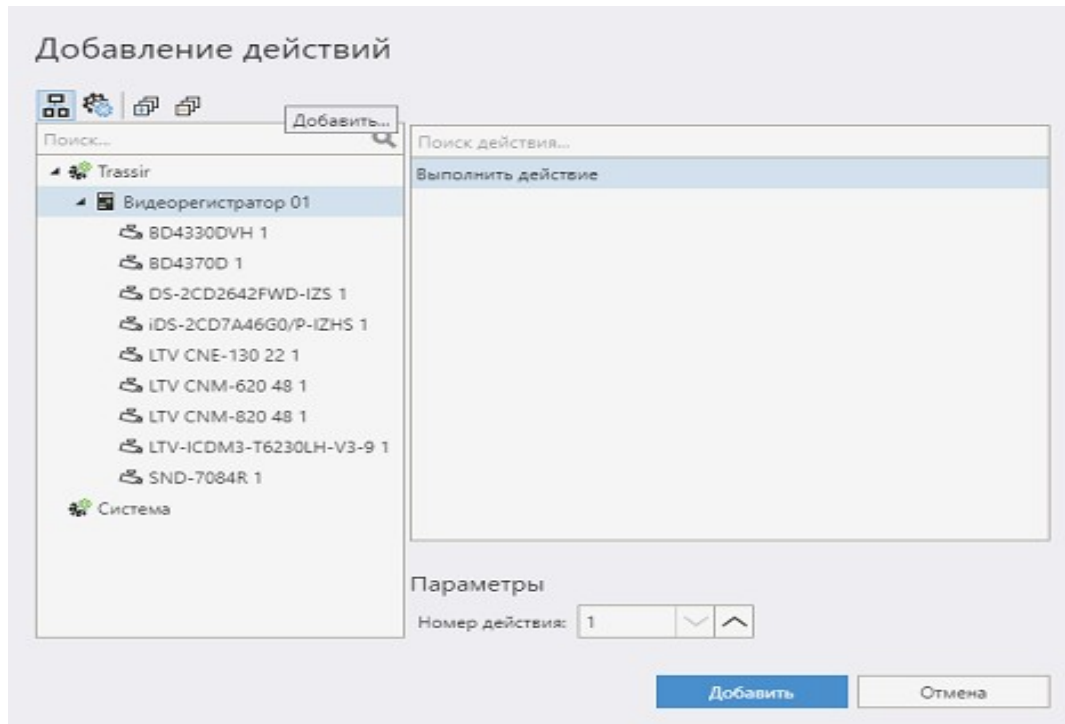 Добавление действий
Добавить...
Поиск...
Поиск действия...
Trassir
Выполнить действие
Видеорегистратор 01
BD4330DVH 1
BD4370D 1
DS-2CD2642FWD-IZS 1
iDS-2CD7A46G0/P-IZHS 1
LTV CNE-130 22 1
LTV CNM-620 48 1
LTV CNM-820 48 1
LTV-ICDM3-T6230LH-V3-9 1
SND-7084R 1
Система
Параметры
Номер действия: 1
Добавить
Отмена